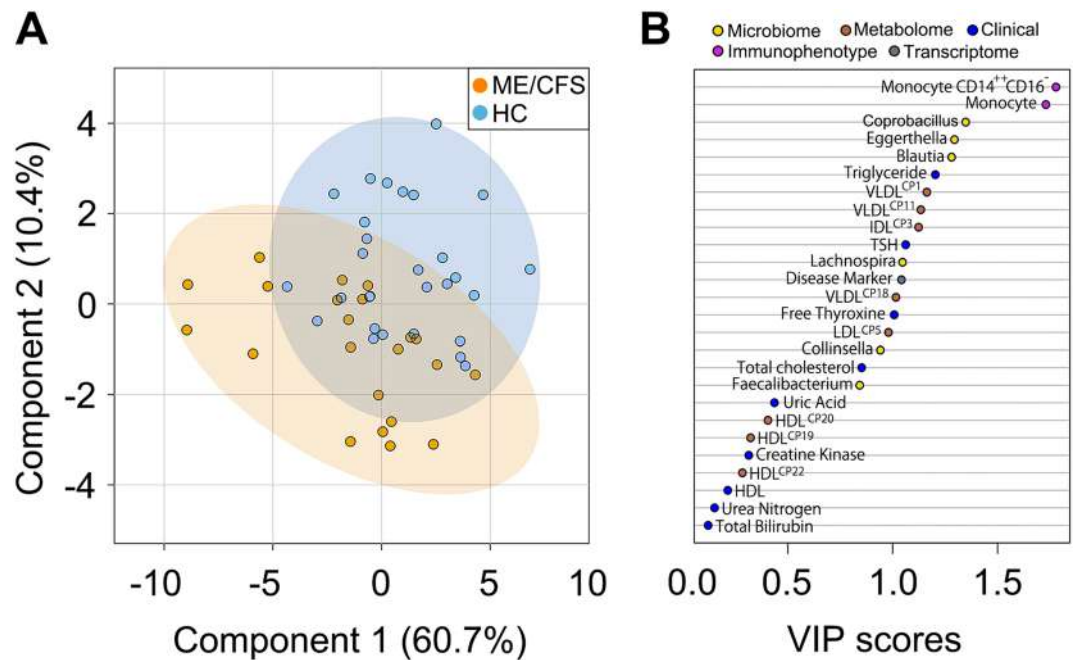 A
ME/CFS
HC
Component 2 (10.4%)
4
2
0
-2
-4
-10
-5
0
5
10
Component 1 (60.7%)
B
Microbiome
Metabolome
Clinical
Immunophenotype
Transcriptome
Monocyte CD14++CD16-
Monocyte
Coprobacillus
Eggerthella
Blautia
Triglyceride
VLDLCP1
VLDLCP11
IDLCP3
TSH
Lachnospira
Disease Marker
VLDLCP18
Free Thyroxine
LDLCP5
Collinsella
Total cholesterol
Faecalibacterium
Uric Acid
HDLCP20
HDLCP19
Creatine Kinase
HDLCP22
HDL
Urea Nitrogen
Total Bilirubin
0.0
0.5
1.0
1.5
VIP scores